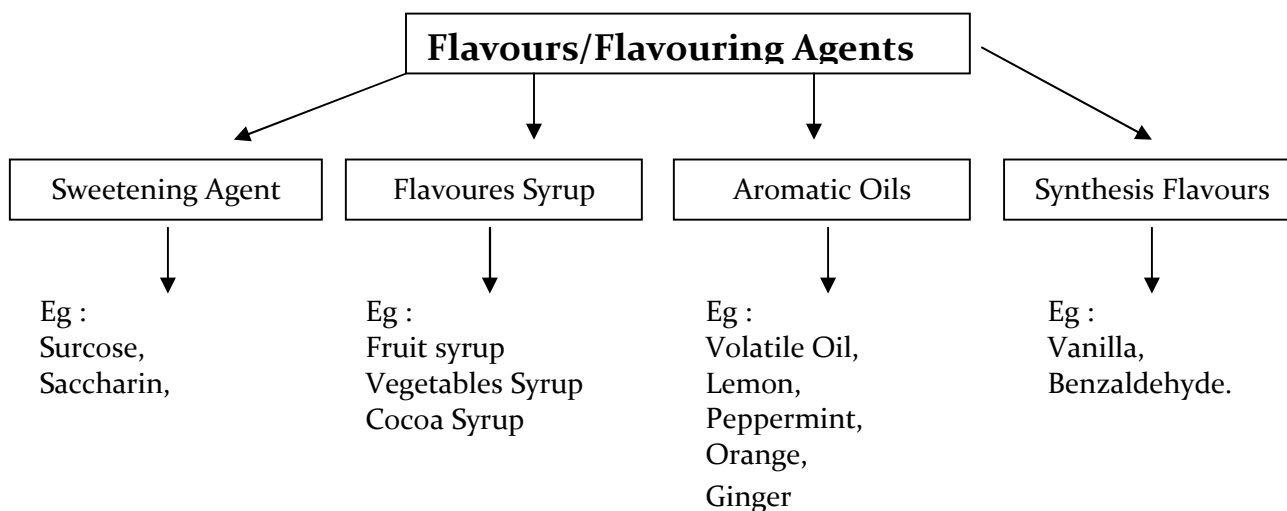 Flavours/Flavouring Agents
Sweetening Agent
Flavoures Syrup
Aromatic Oils
Synthesis Flavours
Eg :
Surcose,
Saccharin,
Eg :
Fruit syrup
Vegetables Syrup
Cocoa Syrup
Eg :
Volatile Oil,
Lemon,
Peppermint,
Orange,
Ginger
Eg :
Vanilla,
Benzaldehyde.